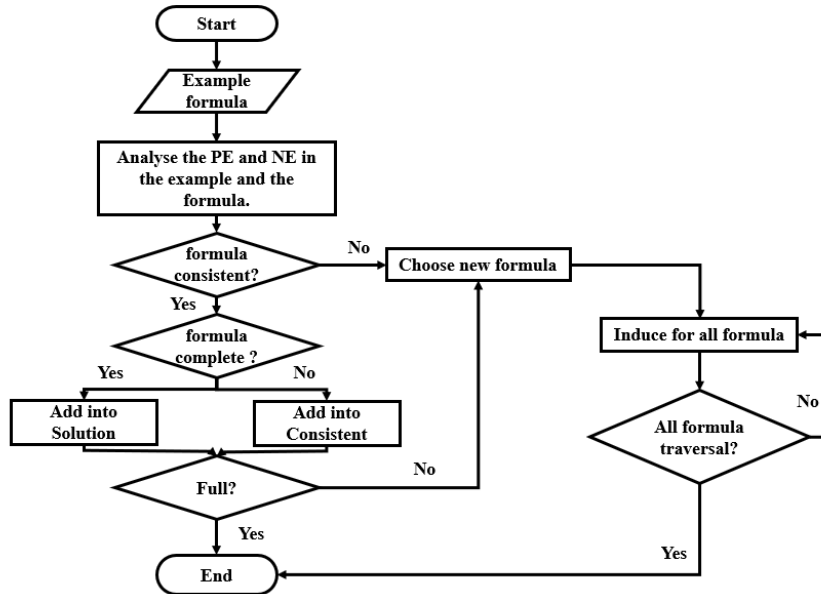 Start
Example
formula
Analyse the PE and NE in
the example and the
formula.
formula
consistent?
No
Choose new formula
Yes
formula
complete ?
Induce for all formula
Yes
No
Add into
Solution
Add into
Consistent
No
All formula
traversal?
Full?
No
Yes
Yes
End